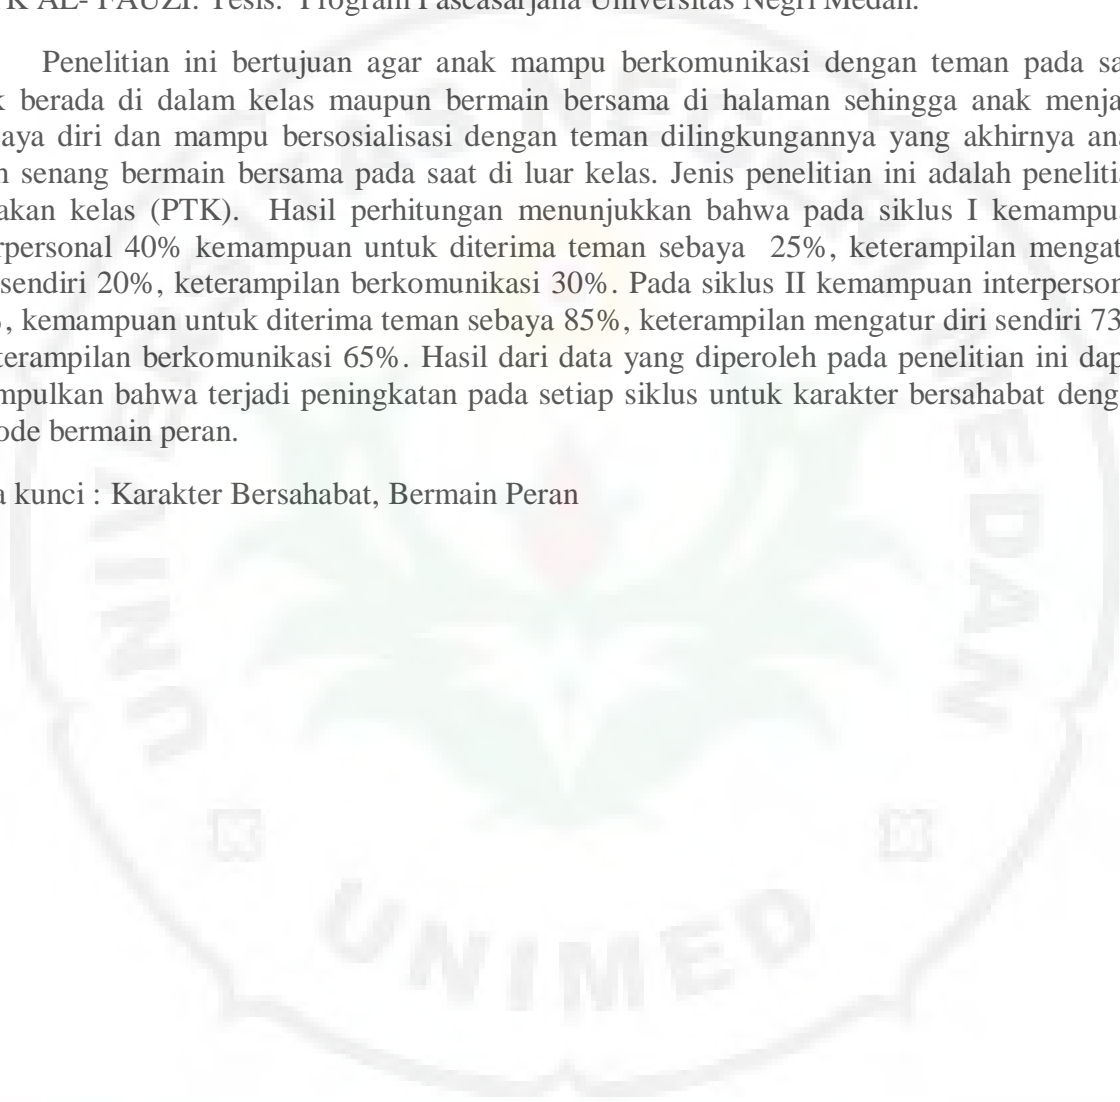 K AL- FAUZI. Tesis. Program Pascasarjana Universitas Negri Medan.
Penelitian ini bertujuan agar anak mampu berkomunikasi dengan teman pada sa
k berada di dalam kelas maupun bermain bersama di halaman sehingga anak menja
aya diri dan mampu bersosialisasi dengan teman dilingkungannya yang akhirnya an
n senang bermain bersama pada saat di luar kelas. Jenis penelitian ini adalah peneliti
akan kelas (PTK). Hasil perhitungan menunjukkan bahwa pada siklus I kemampu
rpersonal 40% kemampuan untuk diterima teman sebaya 25%, keterampilan mengat
sendiri 20%, keterampilan berkomunikasi 30%. Pada siklus II kemampuan interperson
, kemampuan untuk diterima teman sebaya 85%, keterampilan mengatur diri sendiri 73
terampilan berkomunikasi 65%. Hasil dari data yang diperoleh pada penelitian ini dap
mpulkan bahwa terjadi peningkatan pada setiap siklus untuk karakter bersahabat deng
ode bermain peran.
a kunci : Karakter Bersahabat, Bermain Peran
UNIVERSITAS NEGERI MEDAN
UNIMED